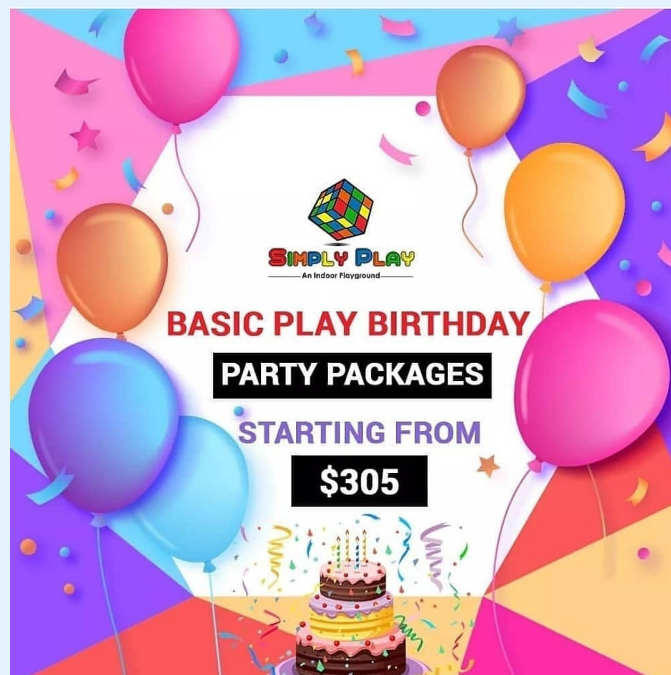 SIMPLY PLAY
An Indoor Playground
BASIC PLAY BIRTHDAY
PARTY PACKAGES
STARTING FROM
$305